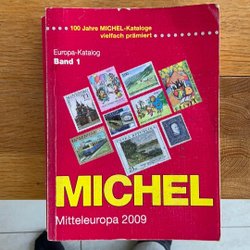 100 Jahre MICHEL-Kataloge
vielfach prämiert
Europa-Katalog
Band 1
MICHEL
Mitteleuropa 2009